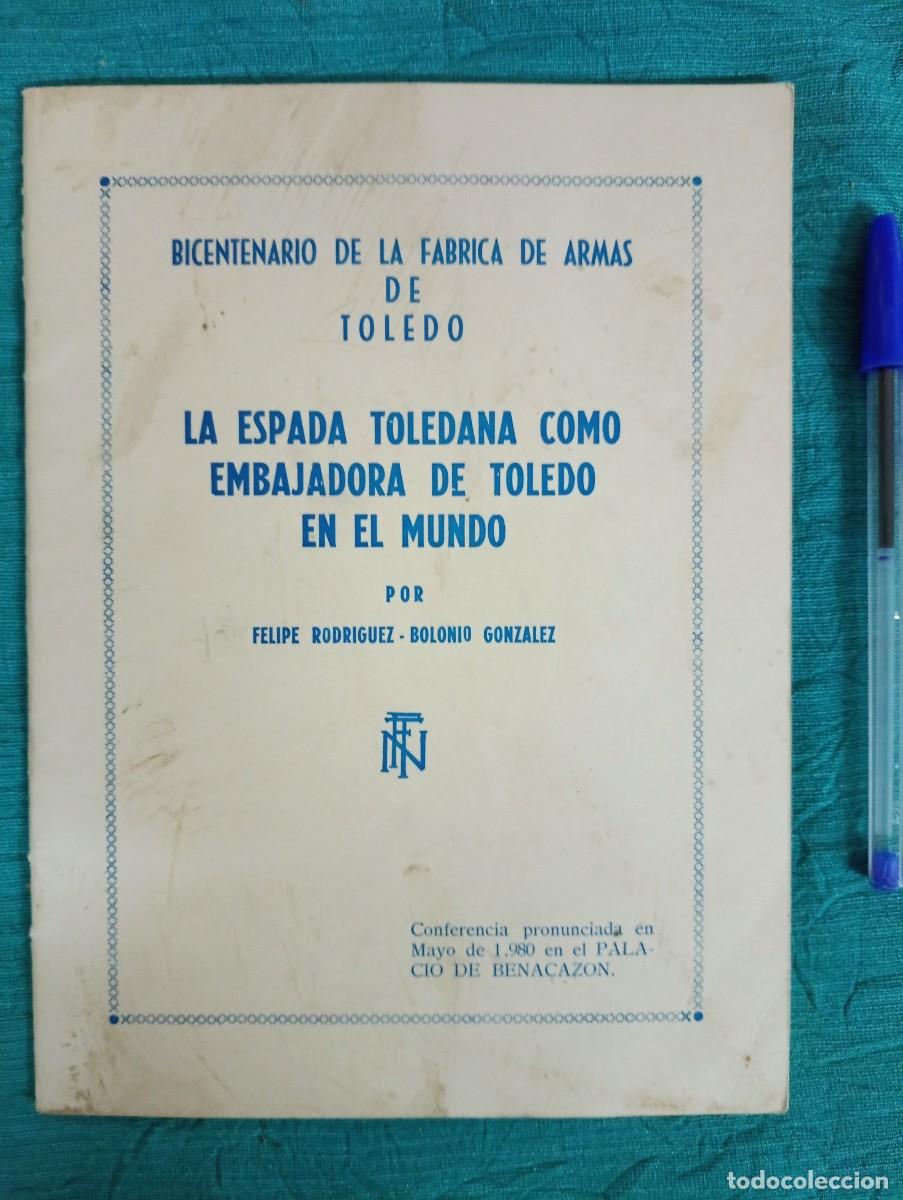 BICENTENARIO DE LA FABRICA DE ARMAS
DE
TOLEDO
LA ESPADA TOLEDANA COMO
EMBAJADORA DE TOLEDO
EN EL MUNDO
POR
FELIPE RODRIGUEZ - BOLONIO GONZALEZ
Conferencia pronunciada en
Mayo de 1.980 en el PALA-
CIO DE BENACAZON.
todocoleccion